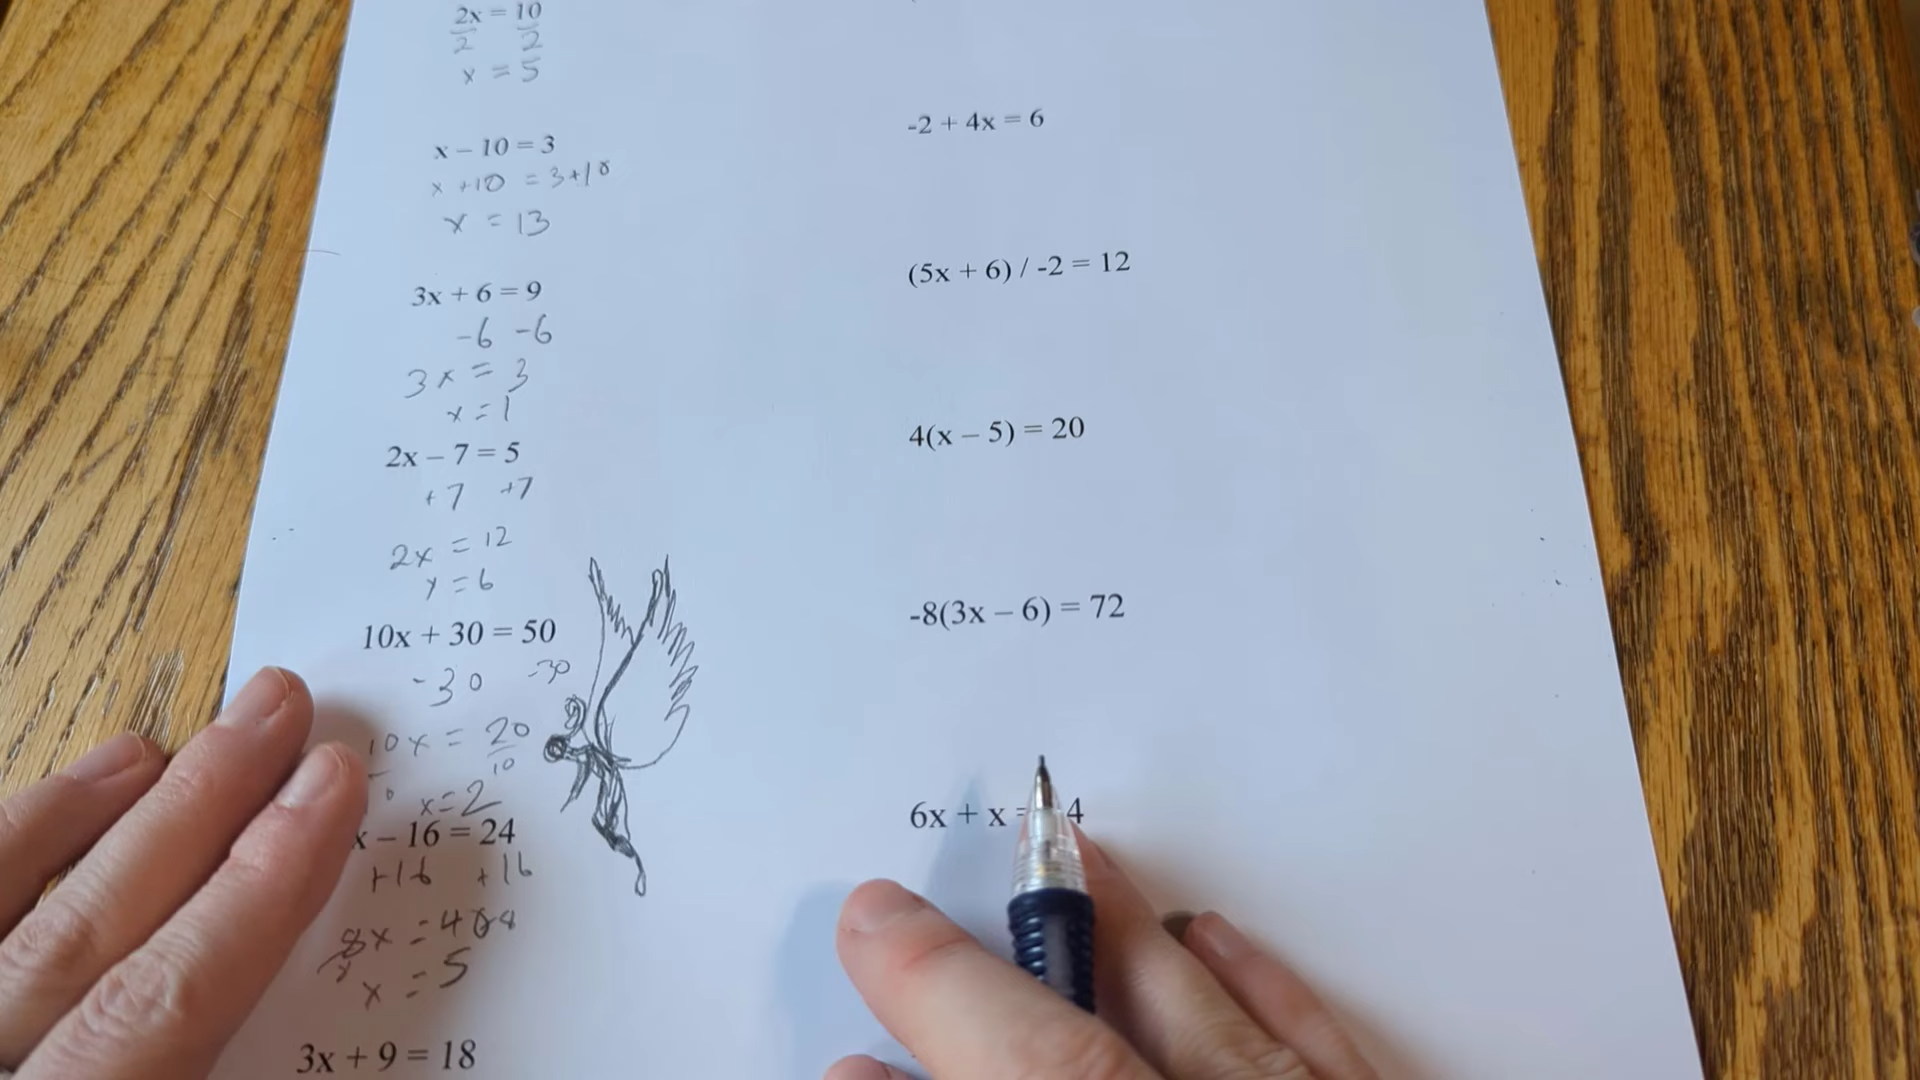 2x = 10
2 2
x = 5
x – 10 = 3
x +10 = 3+10
x = 13
3x + 6 = 9
-6 -6
3x = 3
x = 1
2x – 7 = 5
+7 +7
2x = 12
x = 6
10x + 30 = 50
-30 -30
10x = 20
10
x = 2
x – 16 = 24
+16 +16
8x = 40
x = 5
3x + 9 = 18
-2 + 4x = 6
(5x + 6) / -2 = 12
4(x – 5) = 20
-8(3x – 6) = 72
6x + x = 4